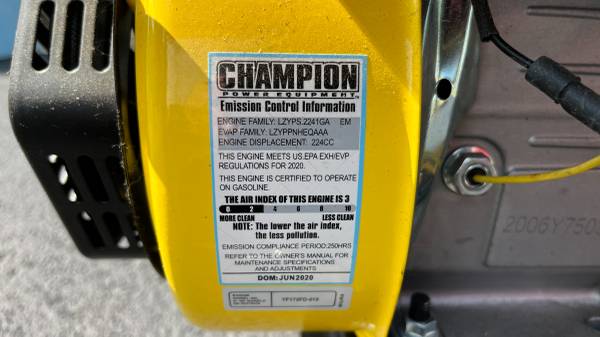 CHAMPION
POWER EQUIPMENT
Emission Control Information
ENGINE FAMILY: LZYPS.2241GA EM
EVAP FAMILY: LZYPPNHEQAAA
ENGINE DISPLACEMENT: 224CC
THIS ENGINE MEETS US.EPA EXH/EVP
REGULATIONS FOR 2020.
THIS ENGINE IS CERTIFIED TO OPERATE
ON GASOLINE.
THE AIR INDEX OF THIS ENGINE IS 3
0 2 4 6 8 10
MORE CLEAN LESS CLEAN
NOTE: The lower the air index,
the less pollution.
EMISSION COMPLIANCE PERIOD:250HRS
REFER TO THE OWNER'S MANUAL FOR
MAINTENANCE SPECIFICATIONS
AND ADJUSTMENTS
DOM:JUN2020
2006Y750